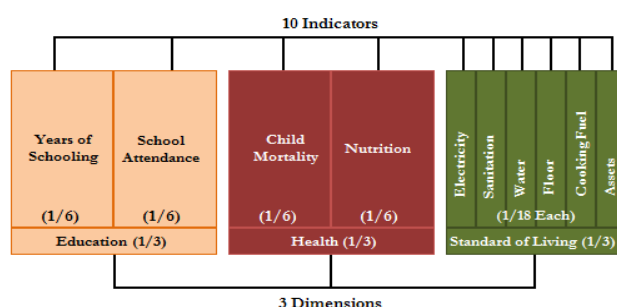 10 Indicators
Years of
Schooling
School
Attendance
Child
Mortality
Nutrition
Electricity
Sanitation
Water
Floor
Cooking Fuel
Assets
(1/6)
(1/6)
(1/6)
(1/6)
(1/18 Each)
Education (1/3)
Health (1/3)
Standard of Living (1/3)
3 Dimensions